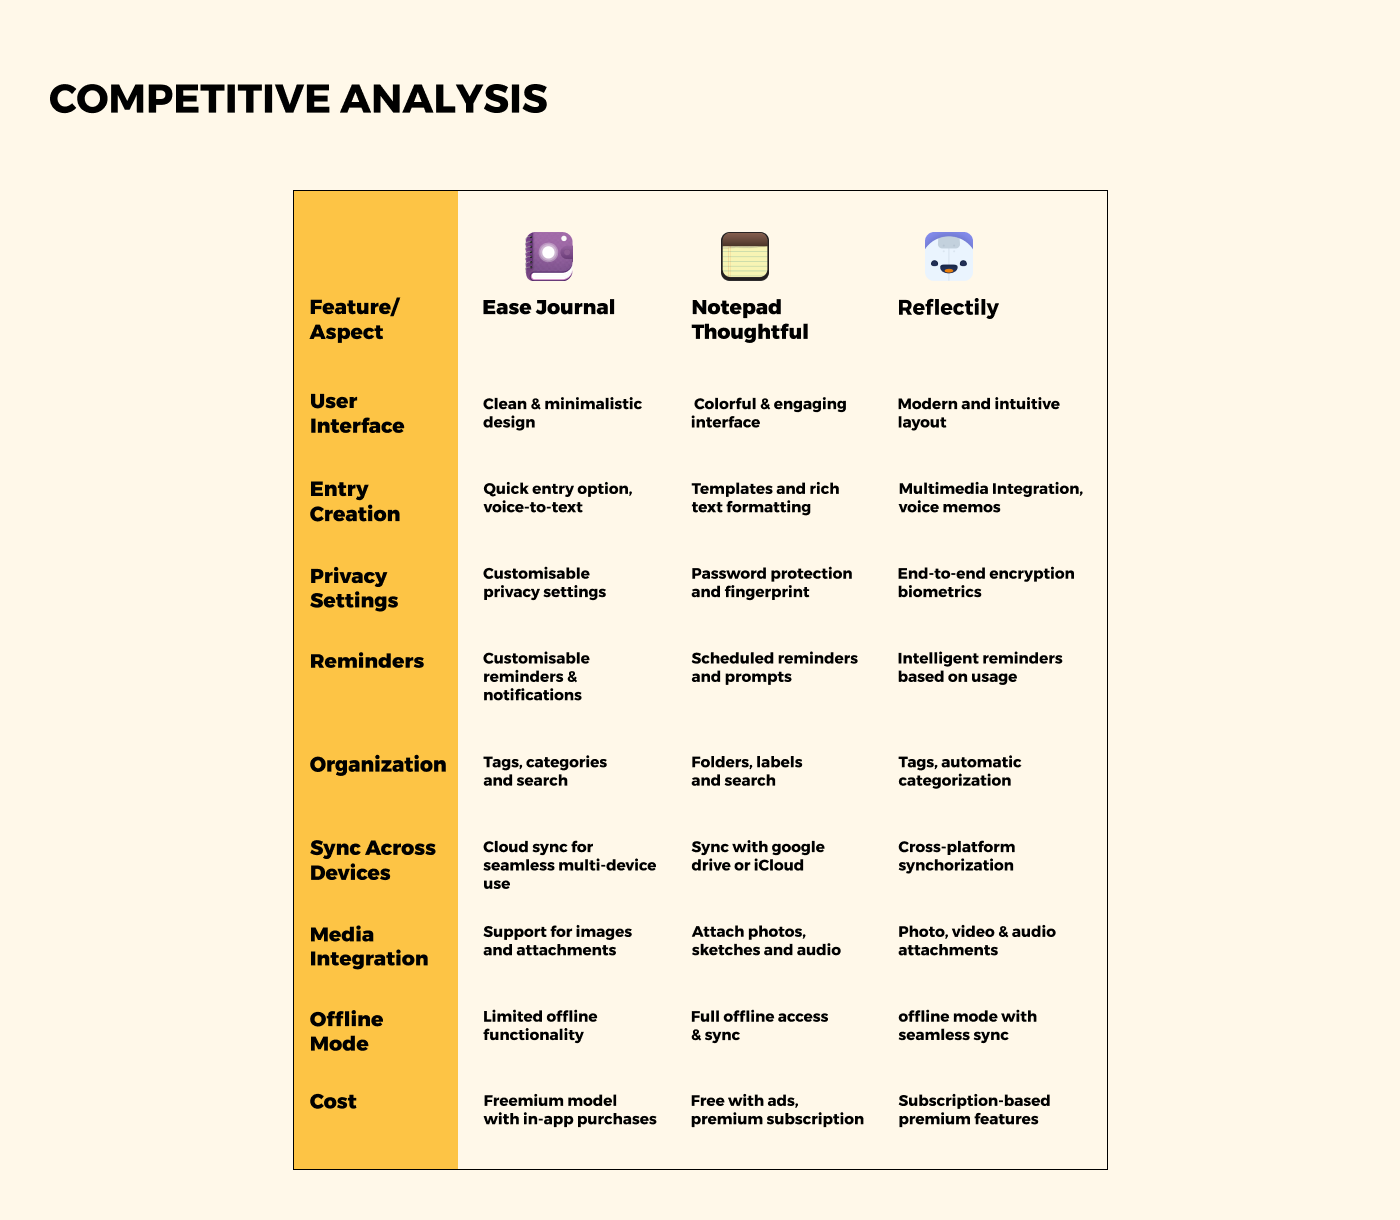 COMPETITIVE ANALYSIS
Feature/
Aspect
Ease Journal
Notepad
Thoughtful
Reflectily
User
Interface
Clean & minimalistic
design
Colorful & engaging
interface
Modern and intuitive
layout
Entry
Creation
Quick entry option,
voice-to-text
Templates and rich
text formatting
Multimedia Integration,
voice memos
Privacy
Settings
Customisable
privacy settings
Password protection
and fingerprint
End-to-end encryption
biometrics
Reminders
Customisable
reminders &
notifications
Scheduled reminders
and prompts
Intelligent reminders
based on usage
Organization
Tags, categories
and search
Folders, labels
and search
Tags, automatic
categorization
Sync Across
Devices
Cloud sync for
seamless multi-device
use
Sync with google
drive or iCloud
Cross-platform
synchorization
Media
Integration
Support for images
and attachments
Attach photos,
sketches and audio
Photo, video & audio
attachments
Offline
Mode
Limited offline
functionality
Full offline access
& sync
offline mode with
seamless sync
Cost
Freemium model
with in-app purchases
Free with ads,
premium subscription
Subscription-based
premium features